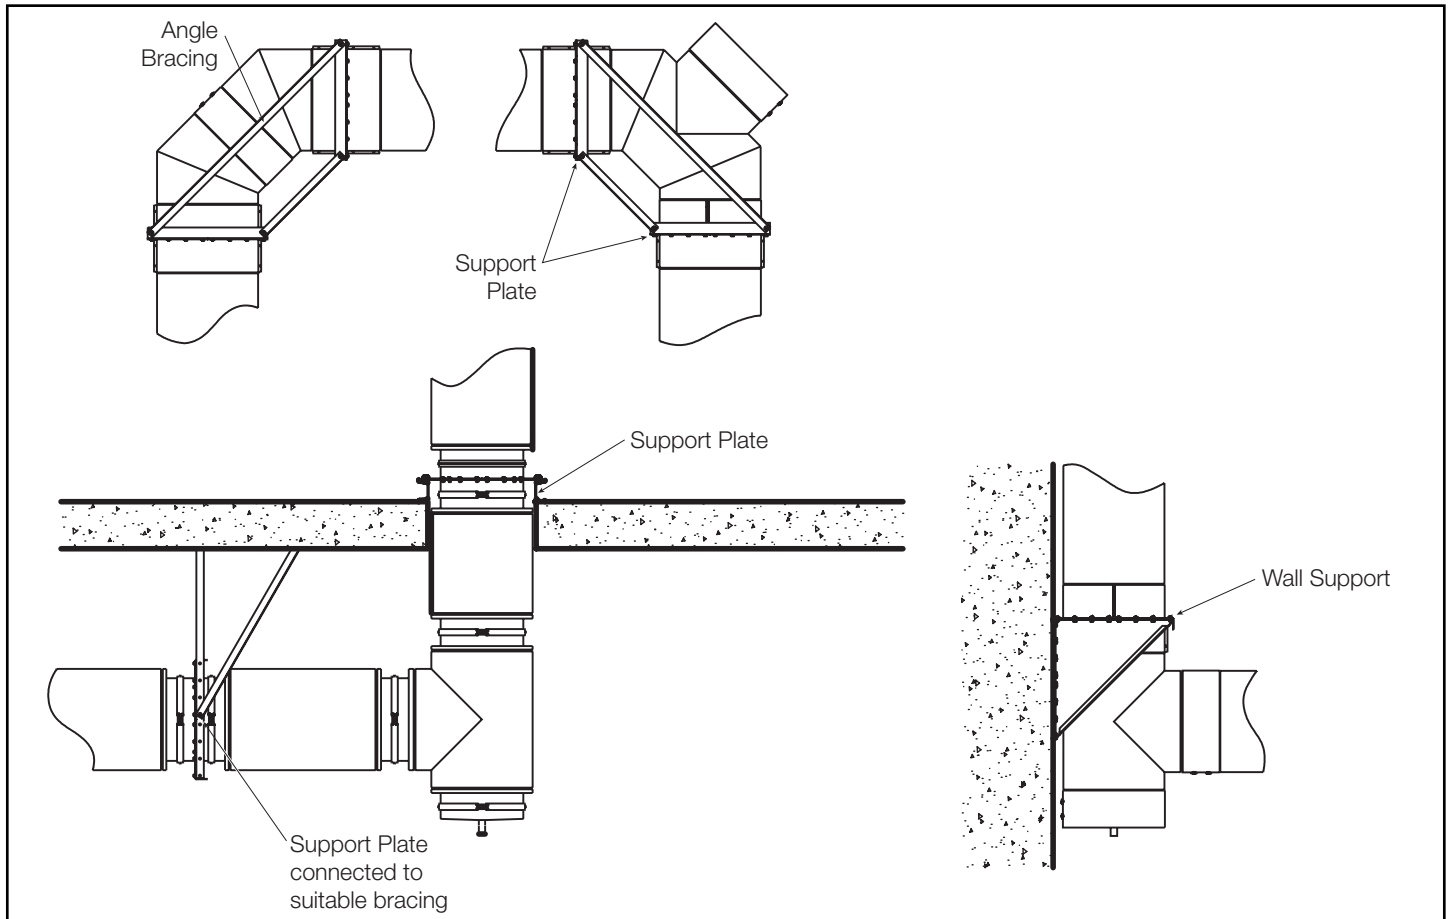 Angle
Bracing
Support
Plate
Support Plate
Wall Support
Support Plate
connected to
suitable bracing